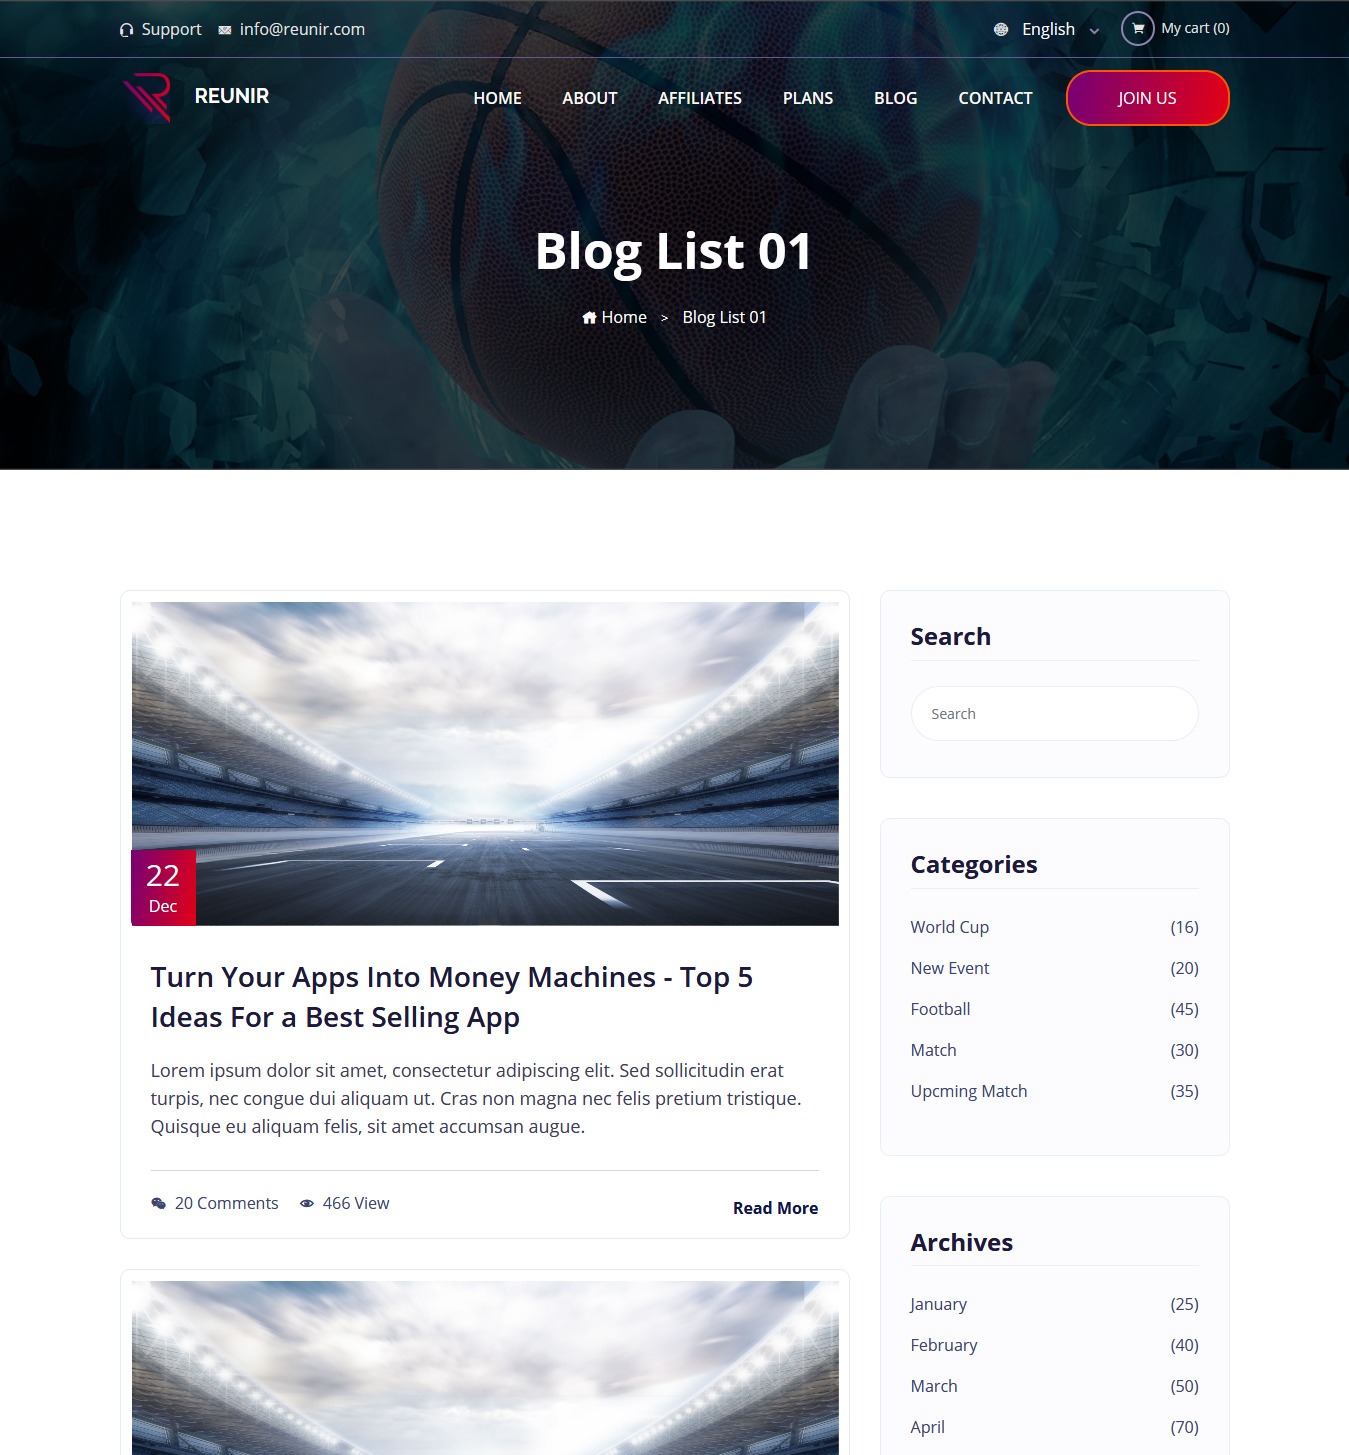 Support info@reunir.com English My cart (0)
REUNIR HOME ABOUT AFFILIATES PLANS BLOG CONTACT JOIN US
Blog List 01
Home > Blog List 01
22
Dec
Turn Your Apps Into Money Machines - Top 5
Ideas For a Best Selling App
Lorem ipsum dolor sit amet, consectetur adipiscing elit. Sed sollicitudin erat
turpis, nec congue dui aliquam ut. Cras non magna nec felis pretium tristique.
Quisque eu aliquam felis, sit amet accumsan augue.
20 Comments 466 View Read More
Search
Search
Categories
World Cup (16)
New Event (20)
Football (45)
Match (30)
Upcming Match (35)
Archives
January (25)
February (40)
March (50)
April (70)